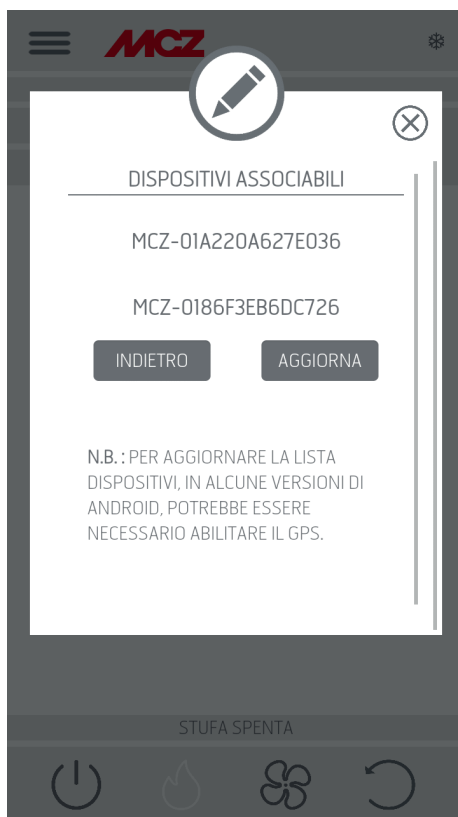 MCZ
DISPOSITIVI ASSOCIABILI
MCZ-01A220A627E036
MCZ-0186F3EB6DC726
INDIETRO
AGGIORNA
N.B. : PER AGGIORNARE LA LISTA
DISPOSITIVI, IN ALCUNE VERSIONI DI
ANDROID, POTREBBE ESSERE
NECESSARIO ABILITARE IL GPS.
STUFA SPENTA